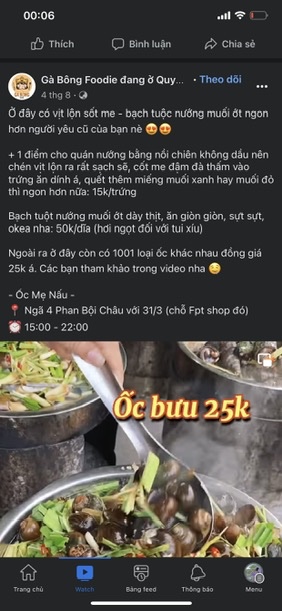 00:06
Thích
Bình luận
Chia sẻ
Gà Bông Foodie đang ở Quy... · Theo dõi
4 thg 8 ·
Ở đây có vịt lộn sốt me - bạch tuộc nướng muối ớt ngon
hơn người yêu cũ của bạn nè 😍😍
+ 1 điểm cho quán nướng bằng nồi chiên không dầu nên
chén vịt lộn ra rất sạch sẽ, cốt me đậm đà thấm vào
trứng ăn dính á, quết thêm miếng muối xanh hay muối đỏ
thì ngon hơn nữa: 15k/trứng
Bạch tuột nướng muối ớt dày thịt, ăn giòn giòn, sựt sựt,
okea nha: 50k/dĩa (hơi ngọt đối với tui xíu)
Ngoài ra ở đây còn có 1001 loại ốc khác nhau đồng giá
25k á. Các bạn tham khảo trong video nha 😋
- Ốc Mẹ Nấu -
📍 Ngã 4 Phan Bội Châu với 31/3 (chỗ Fpt shop đó)
⏰ 15:00 - 22:00
Ốc bưu 25k
Trang chủ
Watch
Bảng feed
Thông báo
Menu